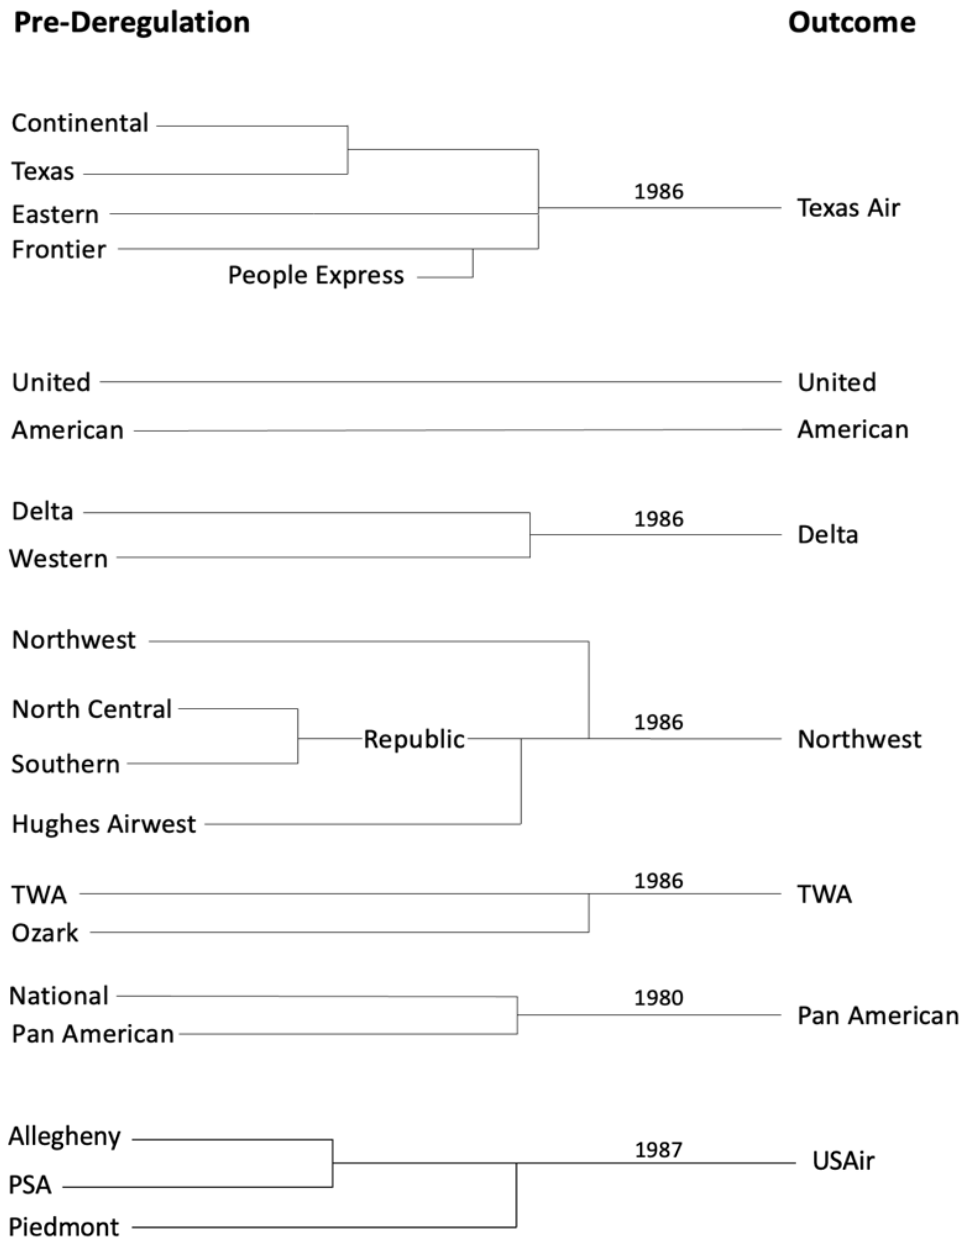 Pre-Deregulation Outcome
Continental
Texas
1986
Texas Air
Eastern
Frontier
People Express
United United
American American
Delta
1986
Delta
Western
Northwest
North Central
1986
Republic Northwest
Southern
Hughes Airwest
1986
TWA TWA
Ozark
National 1980
Pan American
Pan American
Allegheny
1987
USAir
PSA
Piedmont